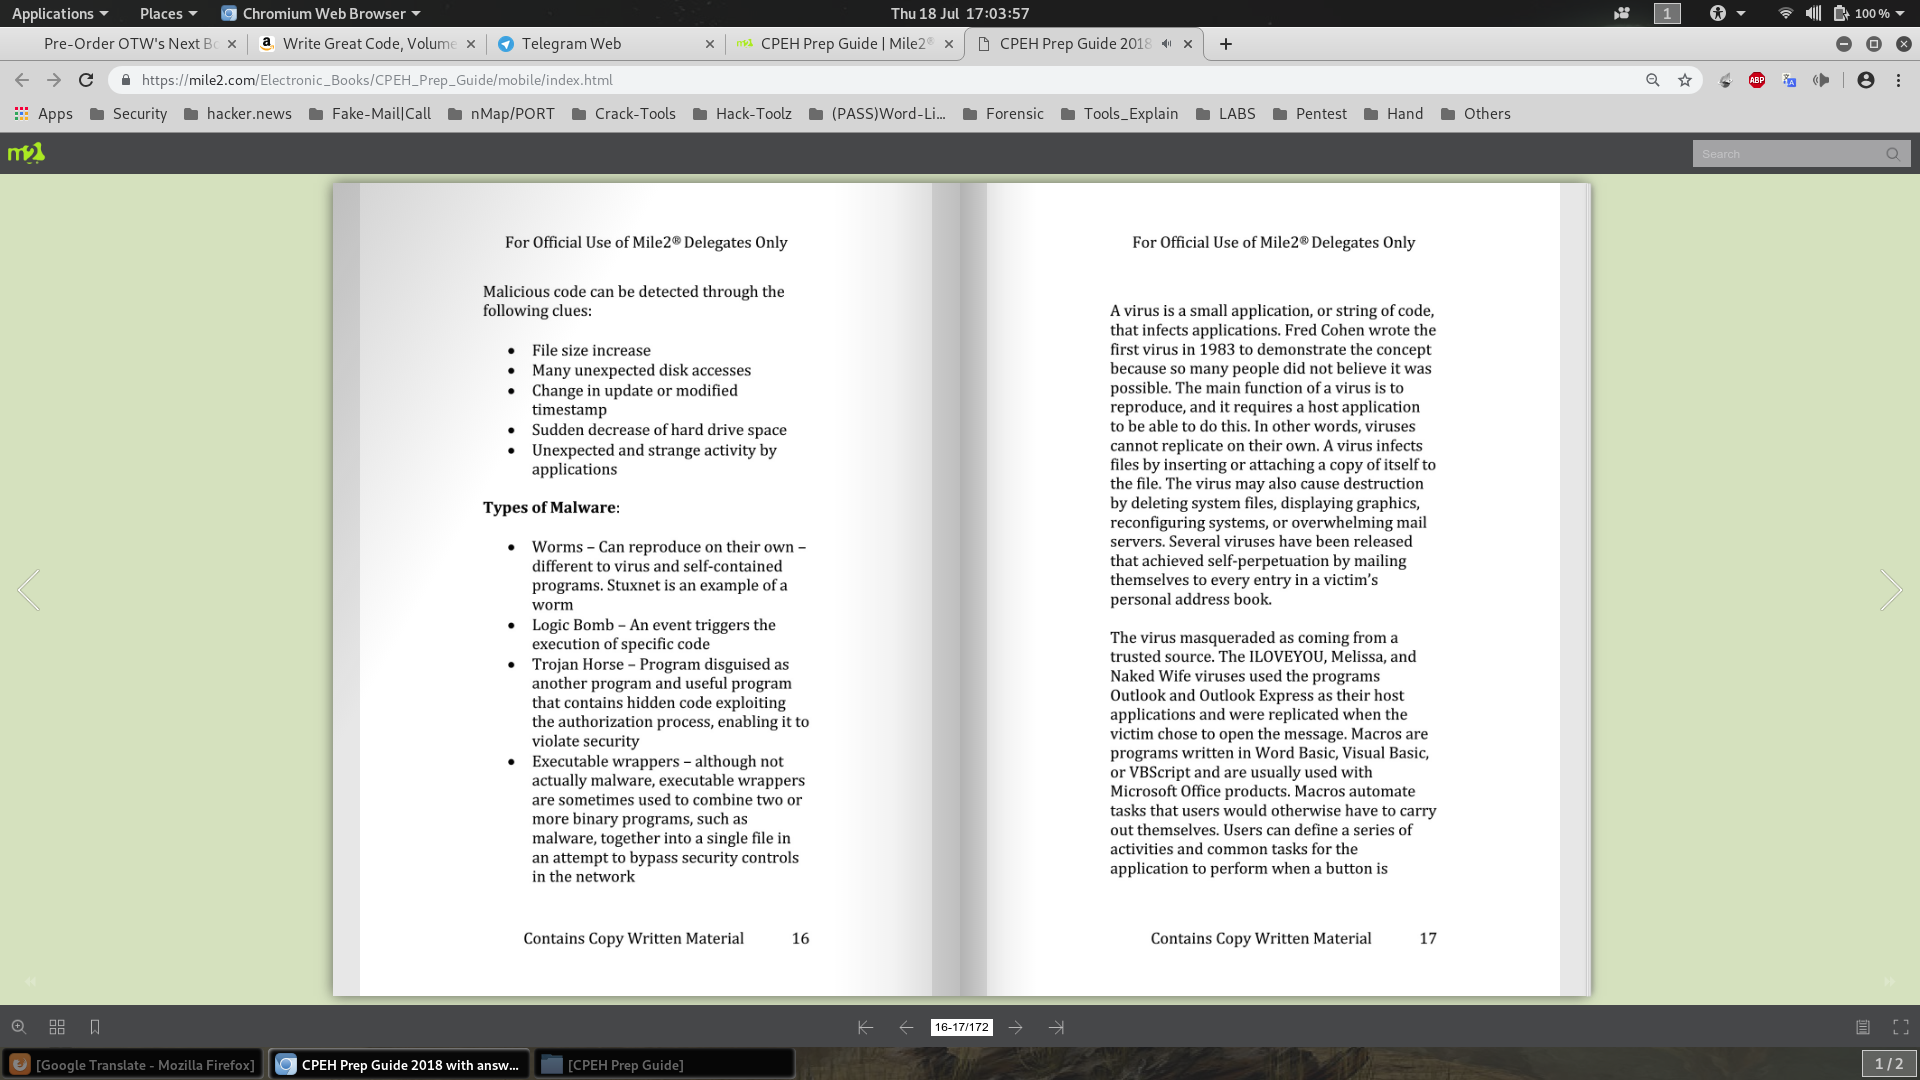 Applications
Places
Chromium Web Browser
Thu 18 Jul 17:03:57
1
100 %
Pre-Order OTW's Next Bo
Write Great Code, Volume
Telegram Web
CPEH Prep Guide | Mile2®
CPEH Prep Guide 2018
https://mile2.com/Electronic_Books/CPEH_Prep_Guide/mobile/index.html
ABP
Apps
Security
hacker.news
Fake-Mail|Call
nMap/PORT
Crack-Tools
Hack-Toolz
(PASS)Word-Li...
Forensic
Tools_Explain
LABS
Pentest
Hand
Others
m2
Search
For Official Use of Mile2® Delegates Only
Malicious code can be detected through the
following clues:
• File size increase
• Many unexpected disk accesses
• Change in update or modified
timestamp
• Sudden decrease of hard drive space
• Unexpected and strange activity by
applications
Types of Malware:
• Worms – Can reproduce on their own –
different to virus and self-contained
programs. Stuxnet is an example of a
worm
• Logic Bomb – An event triggers the
execution of specific code
• Trojan Horse – Program disguised as
another program and useful program
that contains hidden code exploiting
the authorization process, enabling it to
violate security
• Executable wrappers – although not
actually malware, executable wrappers
are sometimes used to combine two or
more binary programs, such as
malware, together into a single file in
an attempt to bypass security controls
in the network
Contains Copy Written Material 16
For Official Use of Mile2® Delegates Only
A virus is a small application, or string of code,
that infects applications. Fred Cohen wrote the
first virus in 1983 to demonstrate the concept
because so many people did not believe it was
possible. The main function of a virus is to
reproduce, and it requires a host application
to be able to do this. In other words, viruses
cannot replicate on their own. A virus infects
files by inserting or attaching a copy of itself to
the file. The virus may also cause destruction
by deleting system files, displaying graphics,
reconfiguring systems, or overwhelming mail
servers. Several viruses have been released
that achieved self-perpetuation by mailing
themselves to every entry in a victim's
personal address book.
The virus masqueraded as coming from a
trusted source. The ILOVEYOU, Melissa, and
Naked Wife viruses used the programs
Outlook and Outlook Express as their host
applications and were replicated when the
victim chose to open the message. Macros are
programs written in Word Basic, Visual Basic,
or VBScript and are usually used with
Microsoft Office products. Macros automate
tasks that users would otherwise have to carry
out themselves. Users can define a series of
activities and common tasks for the
application to perform when a button is
Contains Copy Written Material 17
16-17/172
[Google Translate - Mozilla Firefox]
CPEH Prep Guide 2018 with answ...
[CPEH Prep Guide]
1 / 2